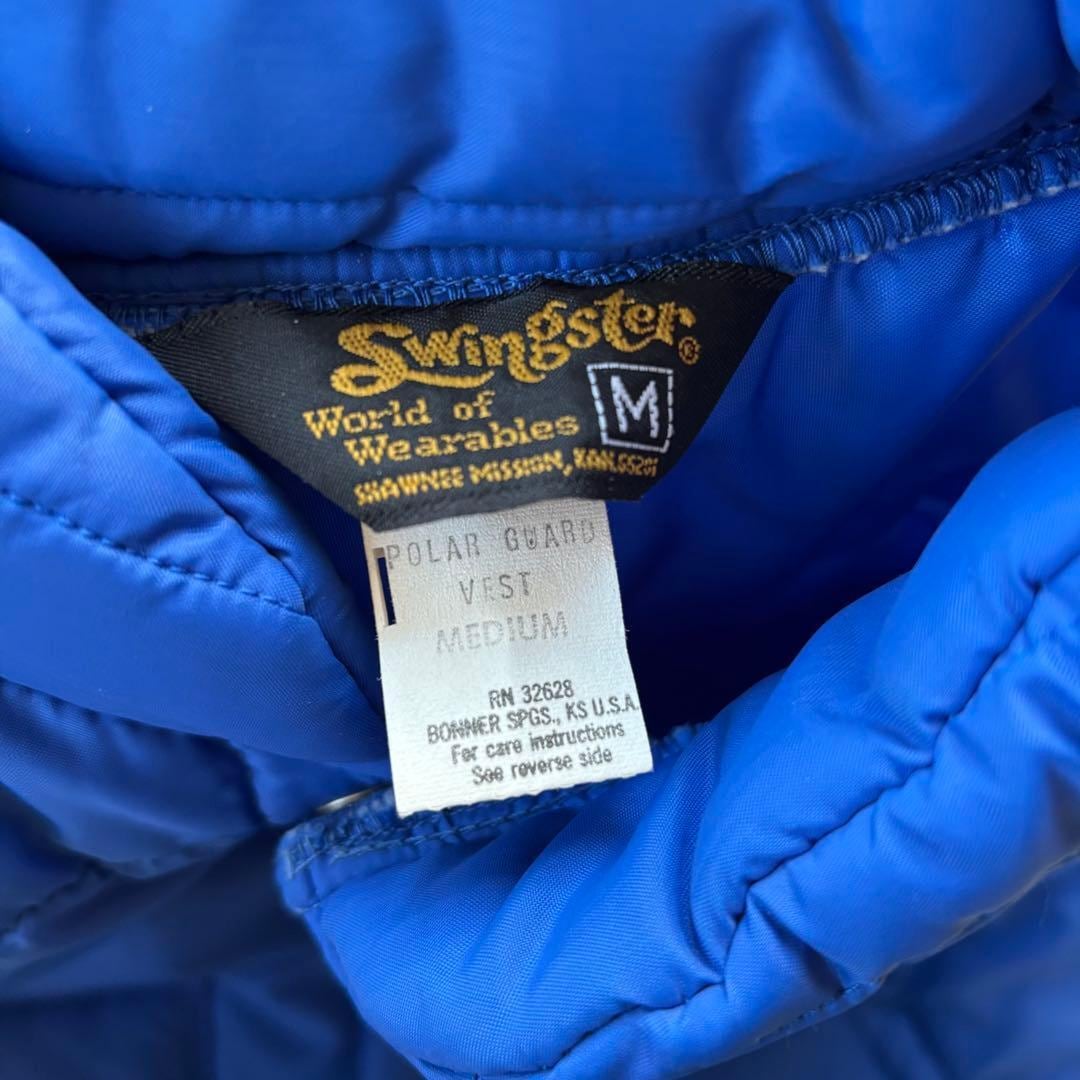 Swingster®
M
World of
Wearables
SHAWNEE MISSION, KAN. 66201
POLAR GUARD
VEST
MEDIUM
RN 32628
BONNER SPGS., KS U.S.A.
For care instructions
See reverse side